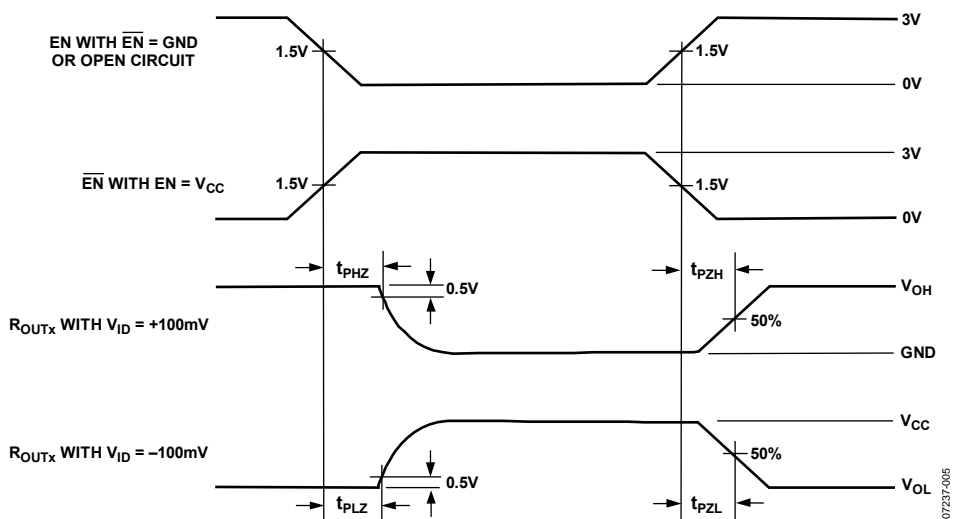 EN WITH E̅N̅ = GND
OR OPEN CIRCUIT
1.5V
1.5V
3V
0V
E̅N̅ WITH EN = VCC
1.5V
1.5V
3V
0V
tPHZ
0.5V
tPZH
ROUTx WITH VID = +100mV
50%
VOH
GND
ROUTx WITH VID = –100mV
0.5V
50%
VCC
VOL
tPLZ
tPZL
07237-005